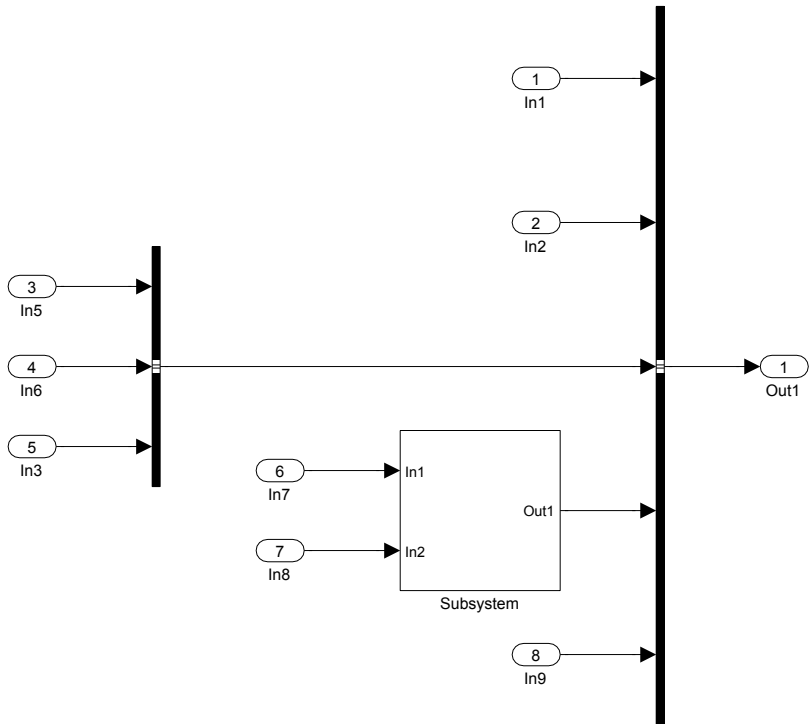 1
In1
2
In2
3
In5
4
In6
1
Out1
5
In3
6
In7
In1
Out1
7
In8
In2
Subsystem
8
In9